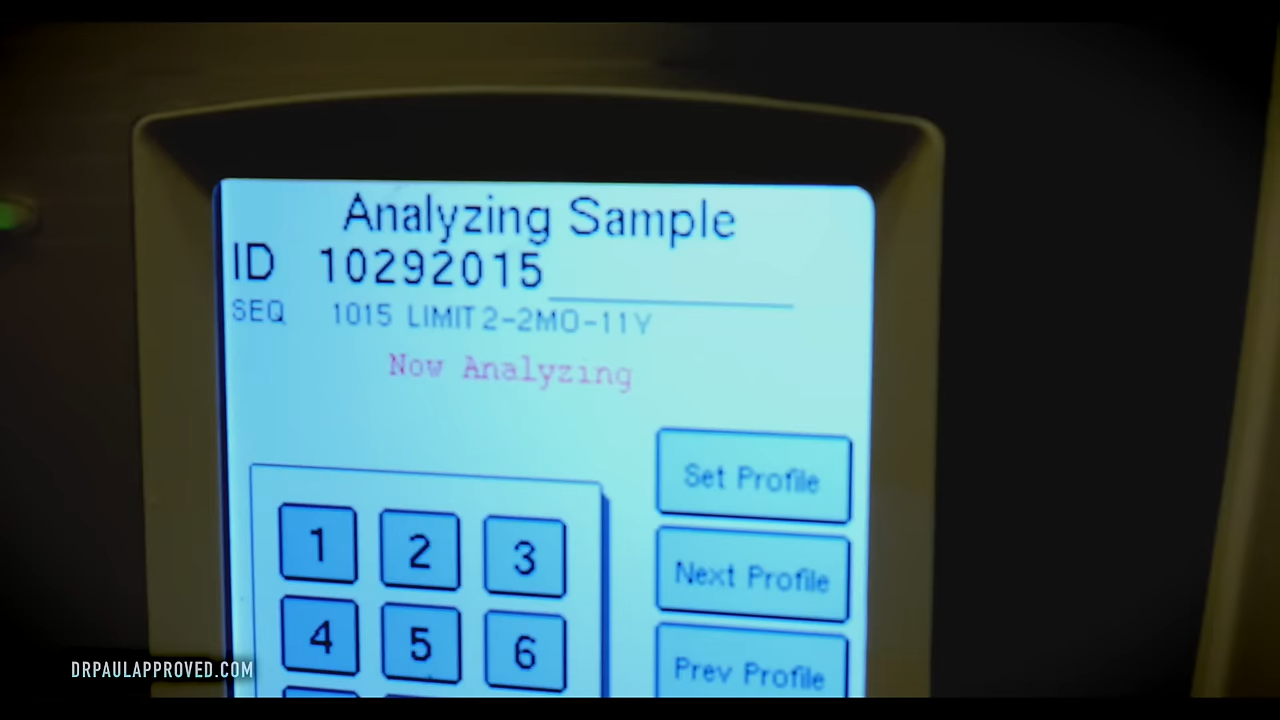 Analyzing Sample
ID 10292015
SEQ 1015 LIMIT 2-2MO-11Y
Now Analyzing
Set Profile
1 2 3
Next Profile
4 5 6
Prev Profile
DRPAULAPPROVED.COM